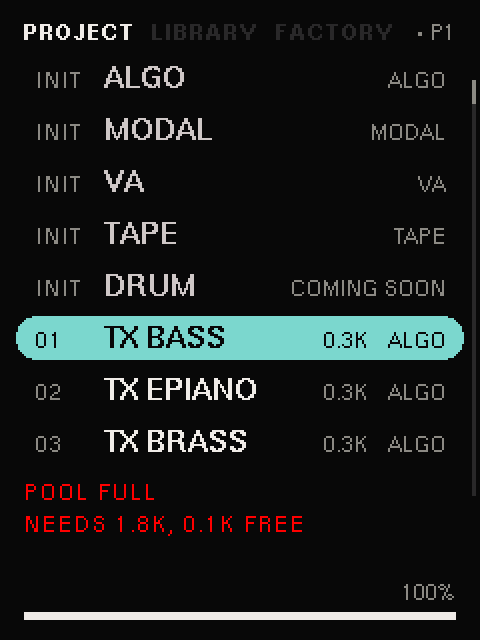 PROJECT LIBRARY FACTORY · P1
INIT ALGO ALGO
INIT MODAL MODAL
INIT VA VA
INIT TAPE TAPE
INIT DRUM COMING SOON
01 TX BASS 0.3K ALGO
02 TX EPIANO 0.3K ALGO
03 TX BRASS 0.3K ALGO
POOL FULL
NEEDS 1.8K, 0.1K FREE
100%